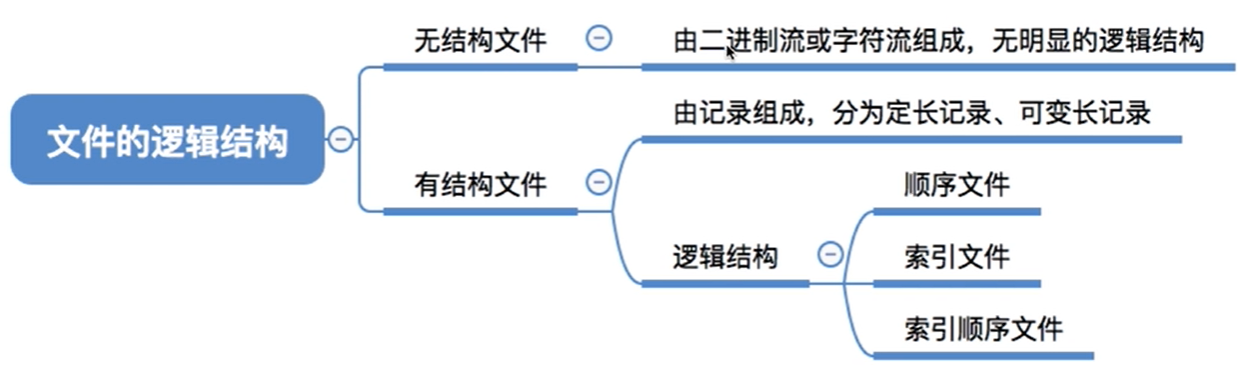 文件的逻辑结构
无结构文件
由二进制流或字符流组成，无明显的逻辑结构
有结构文件
由记录组成，分为定长记录、可变长记录
逻辑结构
顺序文件
索引文件
索引顺序文件